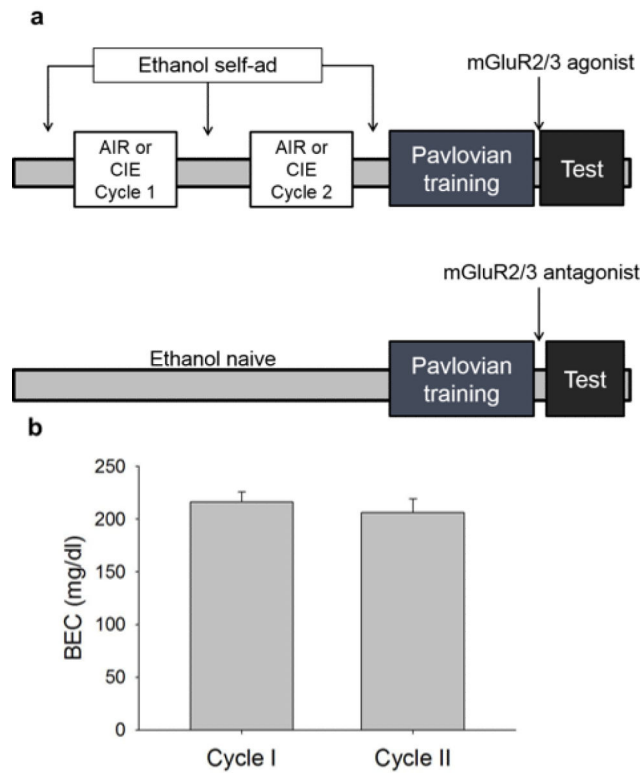 a
Ethanol self-ad
mGluR2/3 agonist
AIR or
CIE
Cycle 1
AIR or
CIE
Cycle 2
Pavlovian
training
Test
mGluR2/3 antagonist
Ethanol naive
Pavlovian
training
Test
b
BEC (mg/dl)
250
200
150
100
50
0
Cycle I
Cycle II